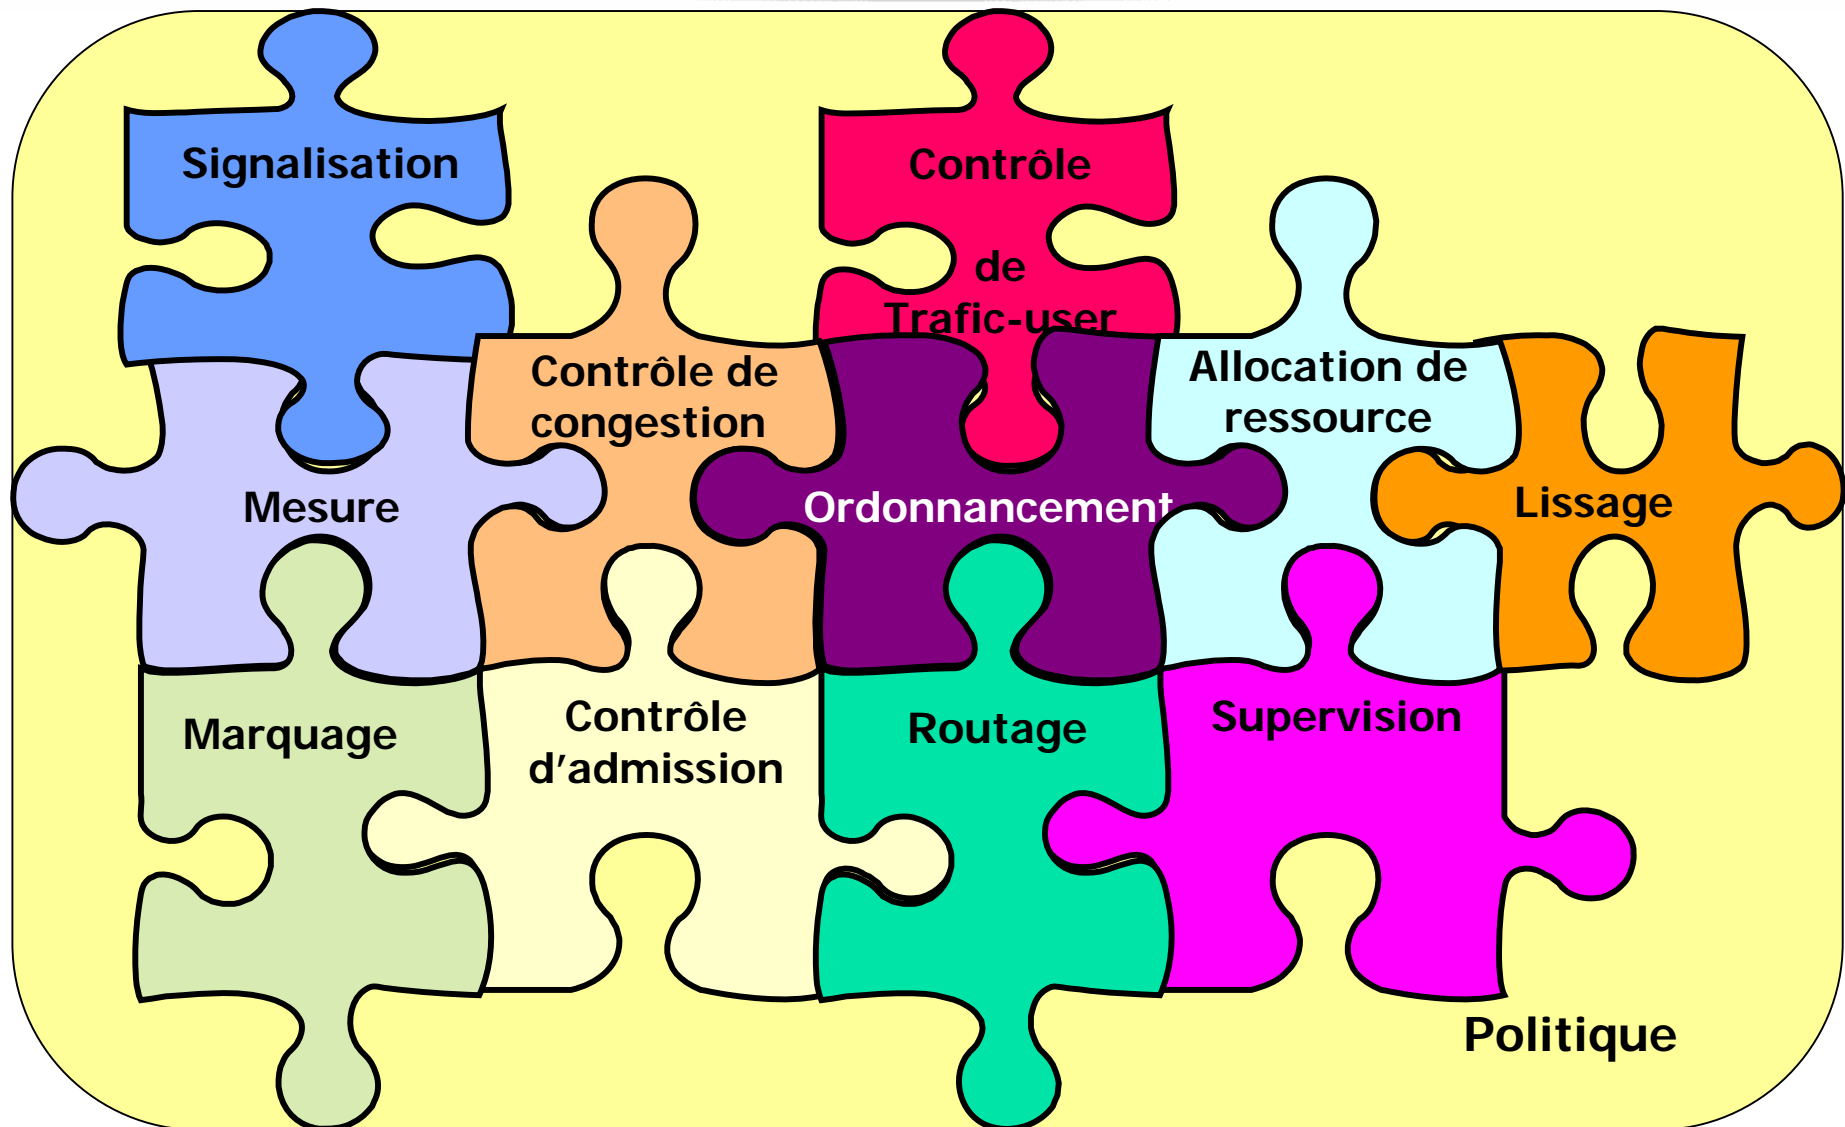 Signalisation
Contrôle
de
Trafic-user
Contrôle de
congestion
Allocation de
ressource
Mesure
Ordonnancement
Lissage
Marquage
Contrôle
d’admission
Routage
Supervision
Politique